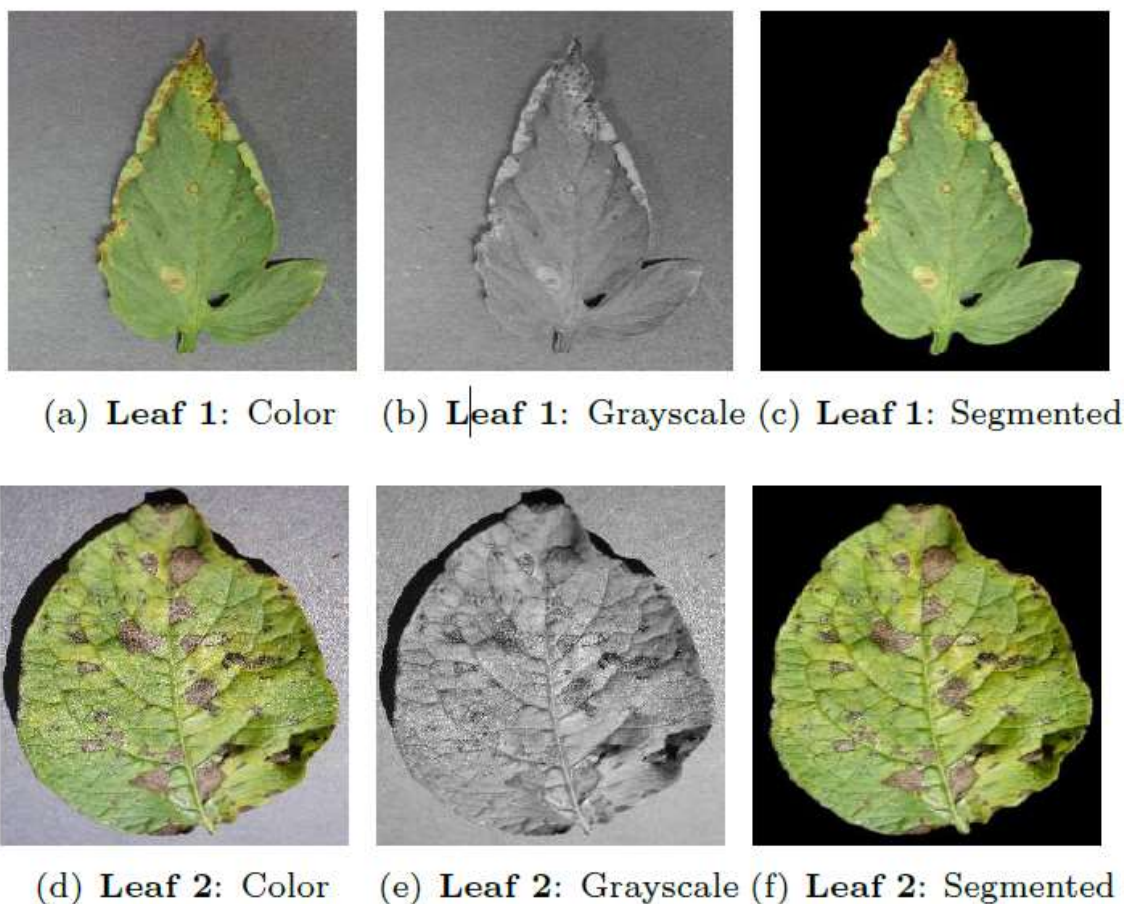 (a) Leaf 1: Color (b) Leaf 1: Grayscale (c) Leaf 1: Segmented
(d) Leaf 2: Color (e) Leaf 2: Grayscale (f) Leaf 2: Segmented